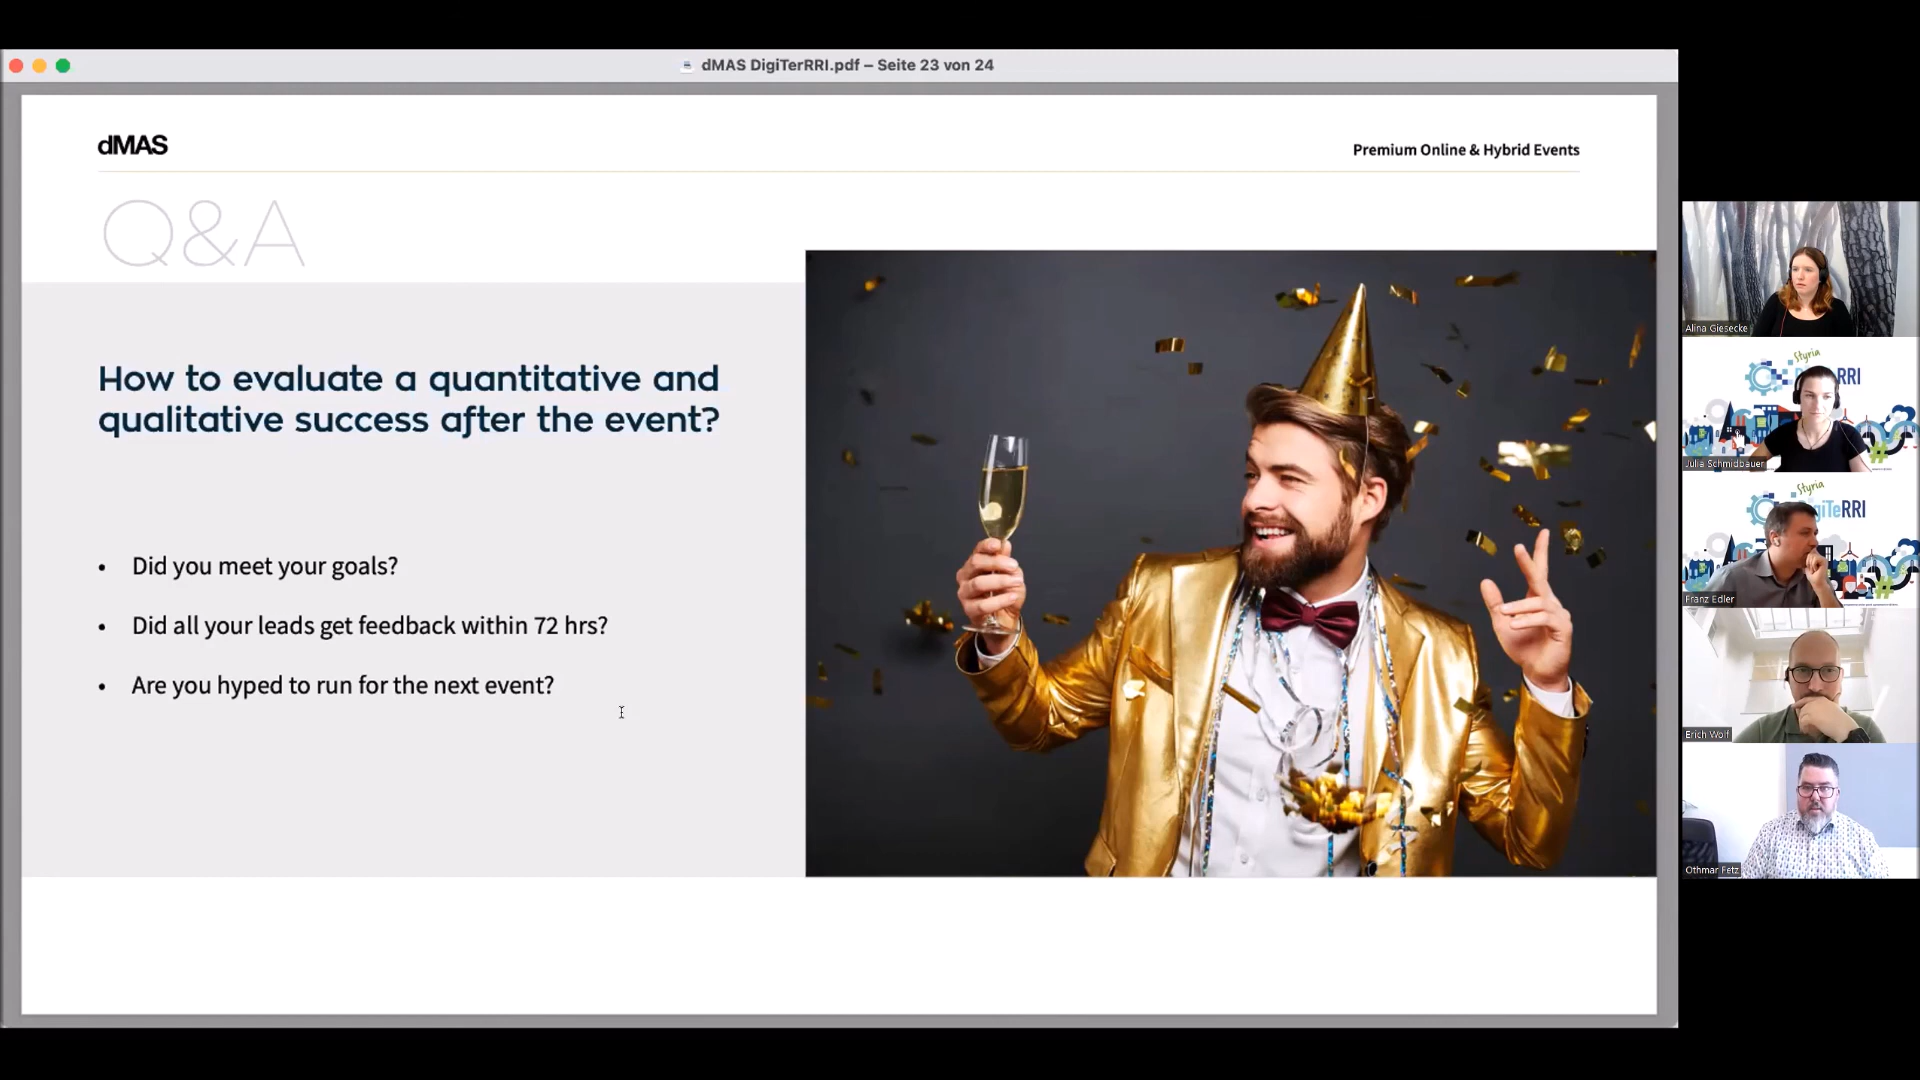 dMAS DigiTerRRI.pdf – Seite 23 von 24
dMAS
Premium Online & Hybrid Events
Q&A
How to evaluate a quantitative and
qualitative success after the event?
• Did you meet your goals?
• Did all your leads get feedback within 72 hrs?
• Are you hyped to run for the next event?
Alina Giesecke
Styria
RRI
Julia Schmidbauer
Styria
giTeRRI
Franz Edler
Erich Wolf
Othmar Fetz